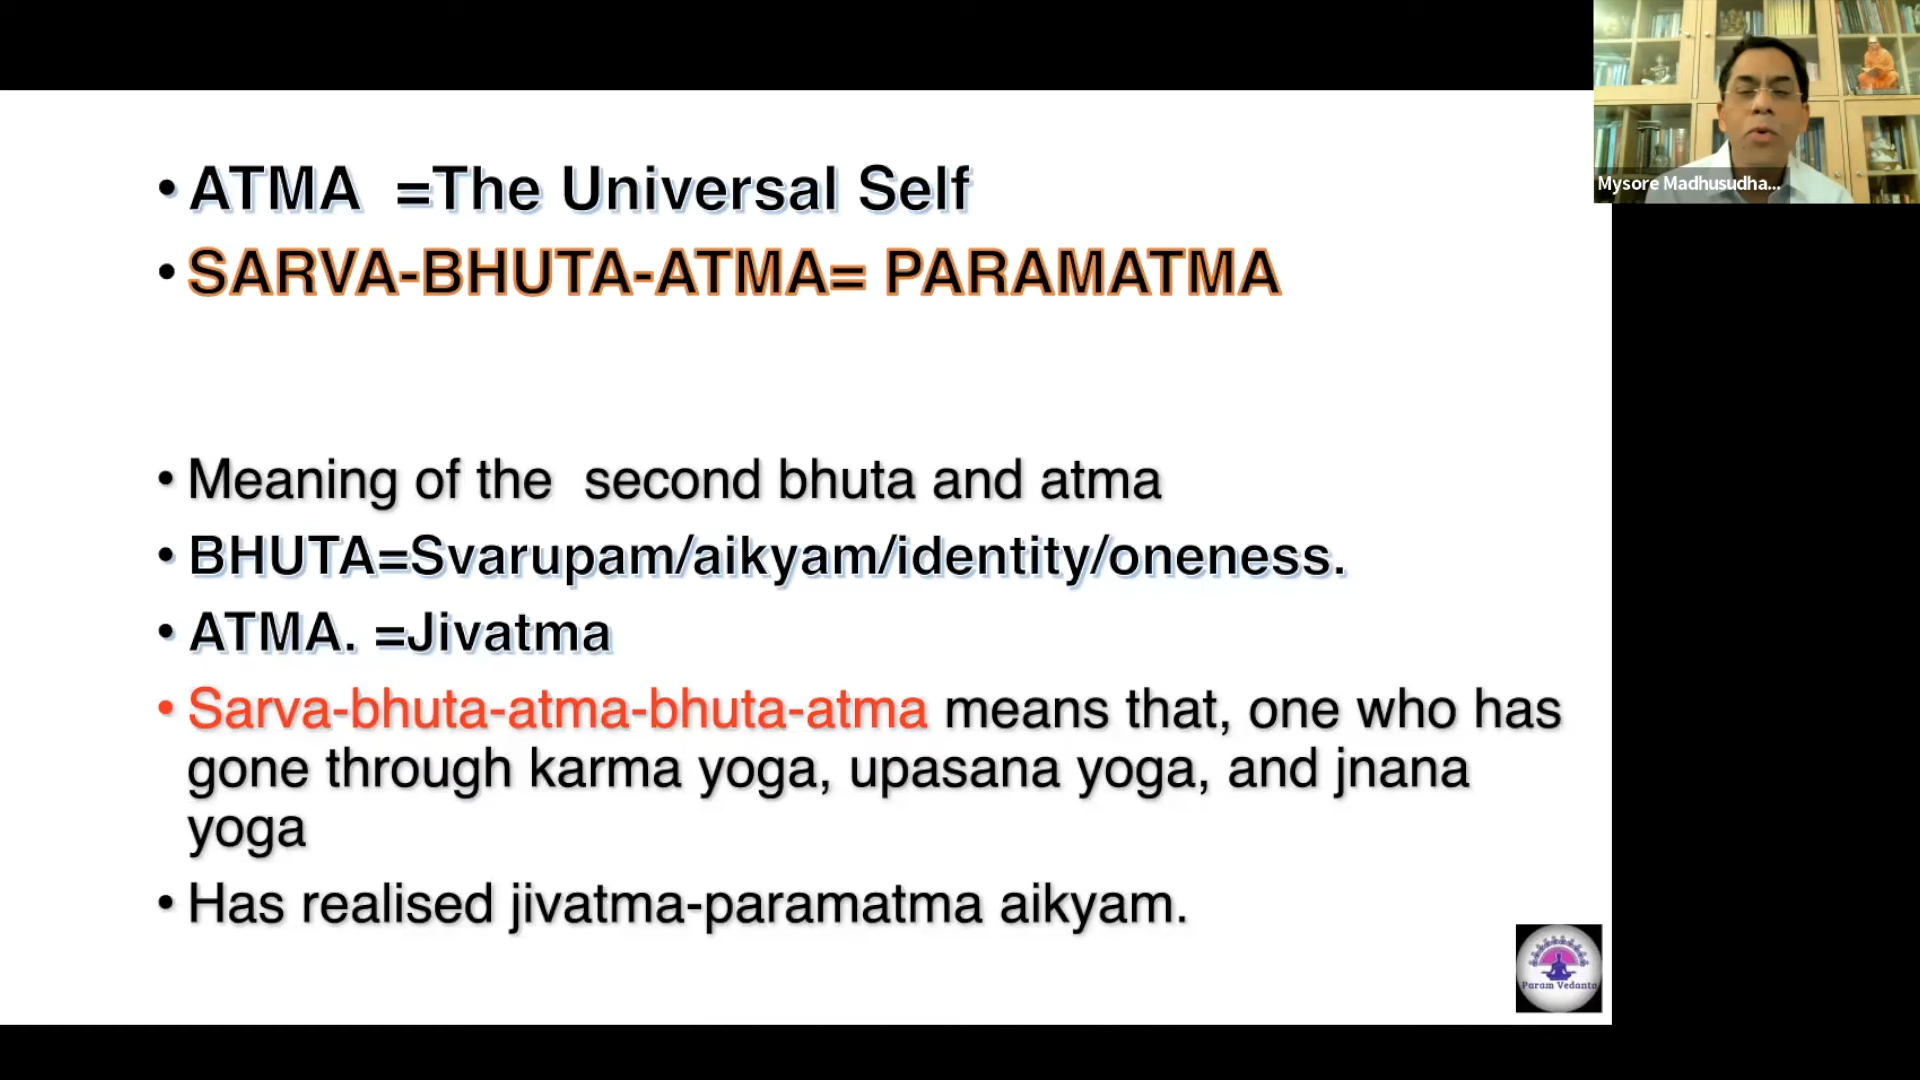 Mysore Madhusudha...
• ATMA =The Universal Self
• SARVA-BHUTA-ATMA= PARAMATMA
• Meaning of the second bhuta and atma
• BHUTA=Svarupam/aikyam/identity/oneness.
• ATMA. =Jivatma
• Sarva-bhuta-atma-bhuta-atma means that, one who has
gone through karma yoga, upasana yoga, and jnana
yoga
• Has realised jivatma-paramatma aikyam.
Param Vedanta